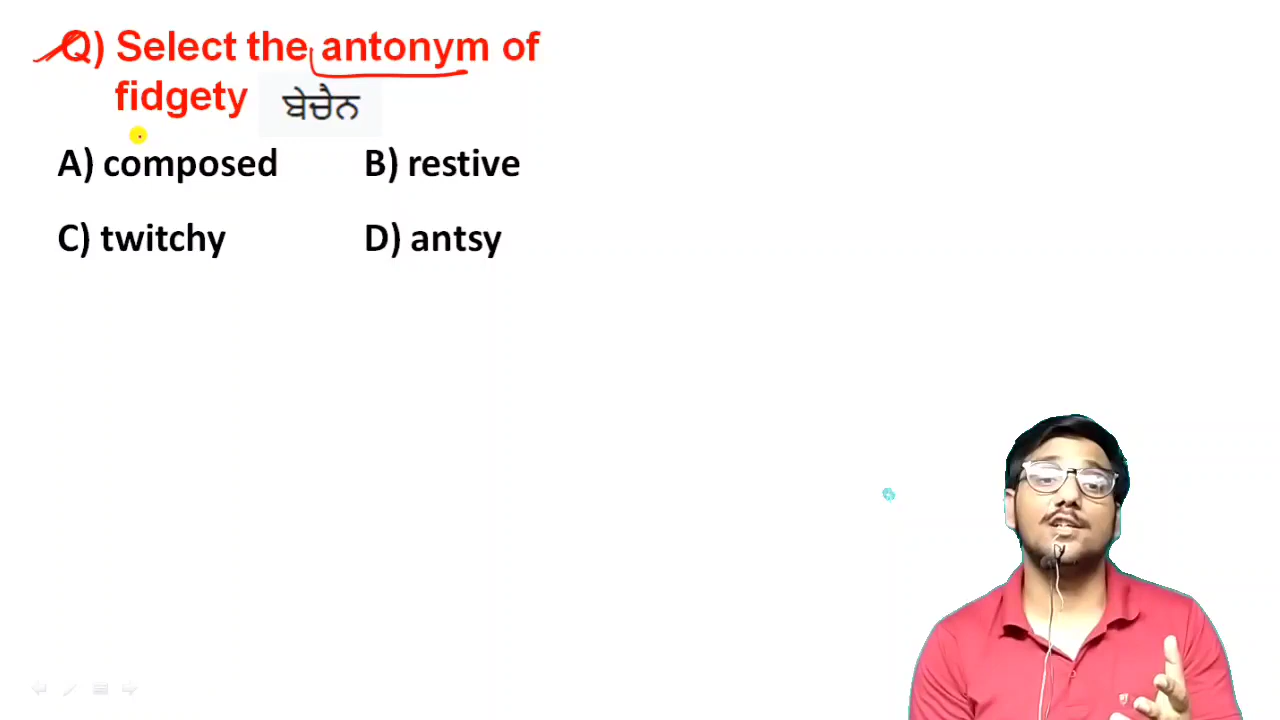 Q) Select the antonym of
fidgety ਬੇਚੈਨ
A) composed B) restive
C) twitchy D) antsy